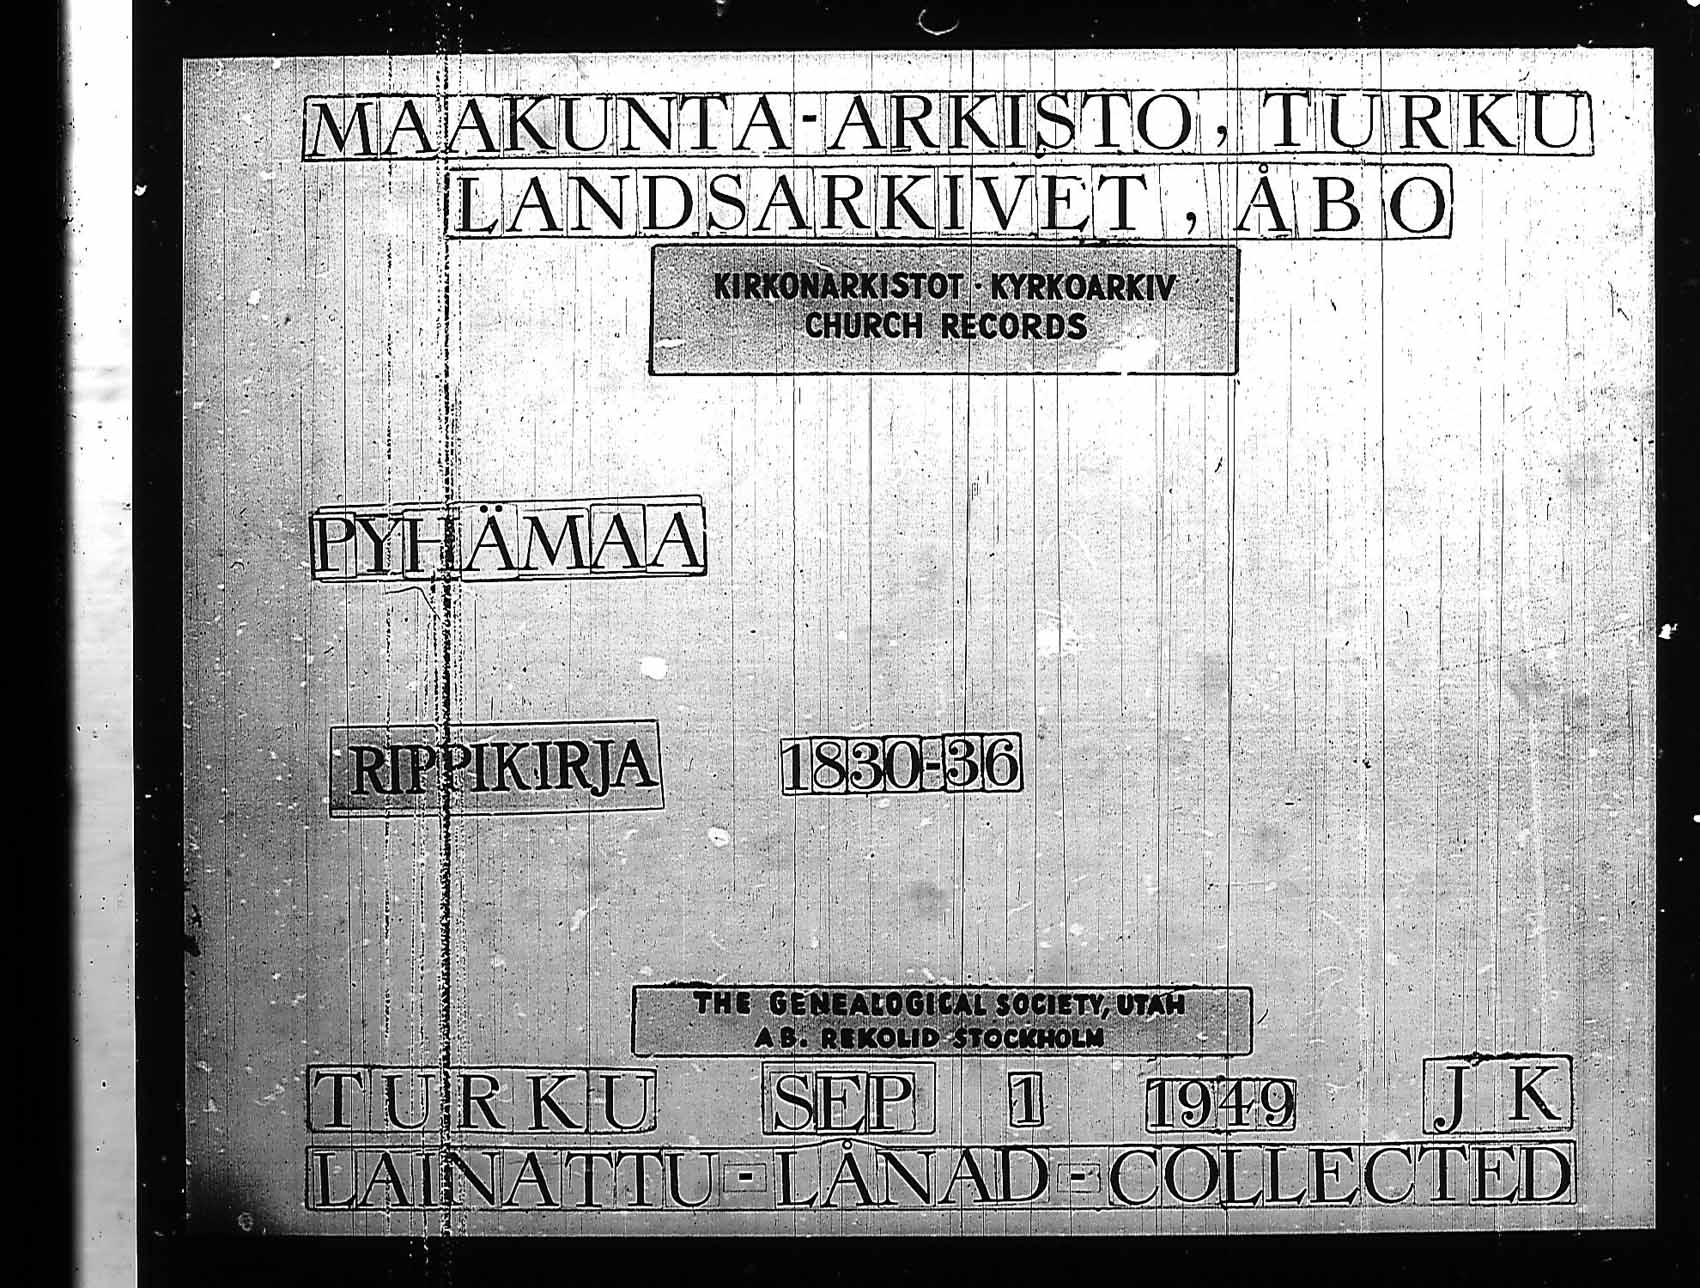 MAAKUNTA-ARKISTO, TURKU
LANDSARKIVET, ÅBO
KIRKONARKISTOT · KYRKOARKIV
CHURCH RECORDS
PYHÄMAA
RIPPIKIRJA 1830-36
THE GENEALOGICAL SOCIETY, UTAH
AB. REKOLID STOCKHOLM
TURKU SEP 1 1949 J K
LAINATTU - LÅNAD - COLLECTED